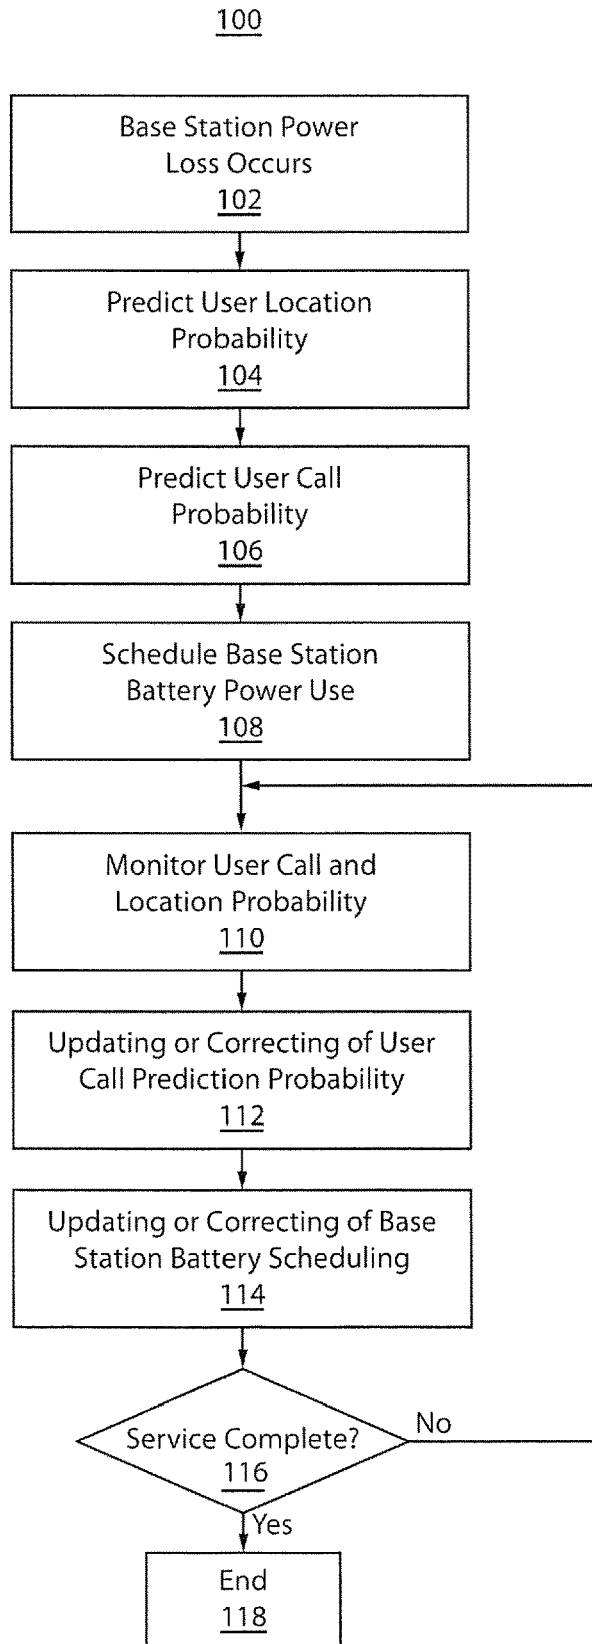 100
Base Station Power
Loss Occurs
102
Predict User Location
Probability
104
Predict User Call
Probability
106
Schedule Base Station
Battery Power Use
108
Monitor User Call and
Location Probability
110
Updating or Correcting of User
Call Prediction Probability
112
Updating or Correcting of Base
Station Battery Scheduling
114
No
Service Complete?
116
Yes
End
118